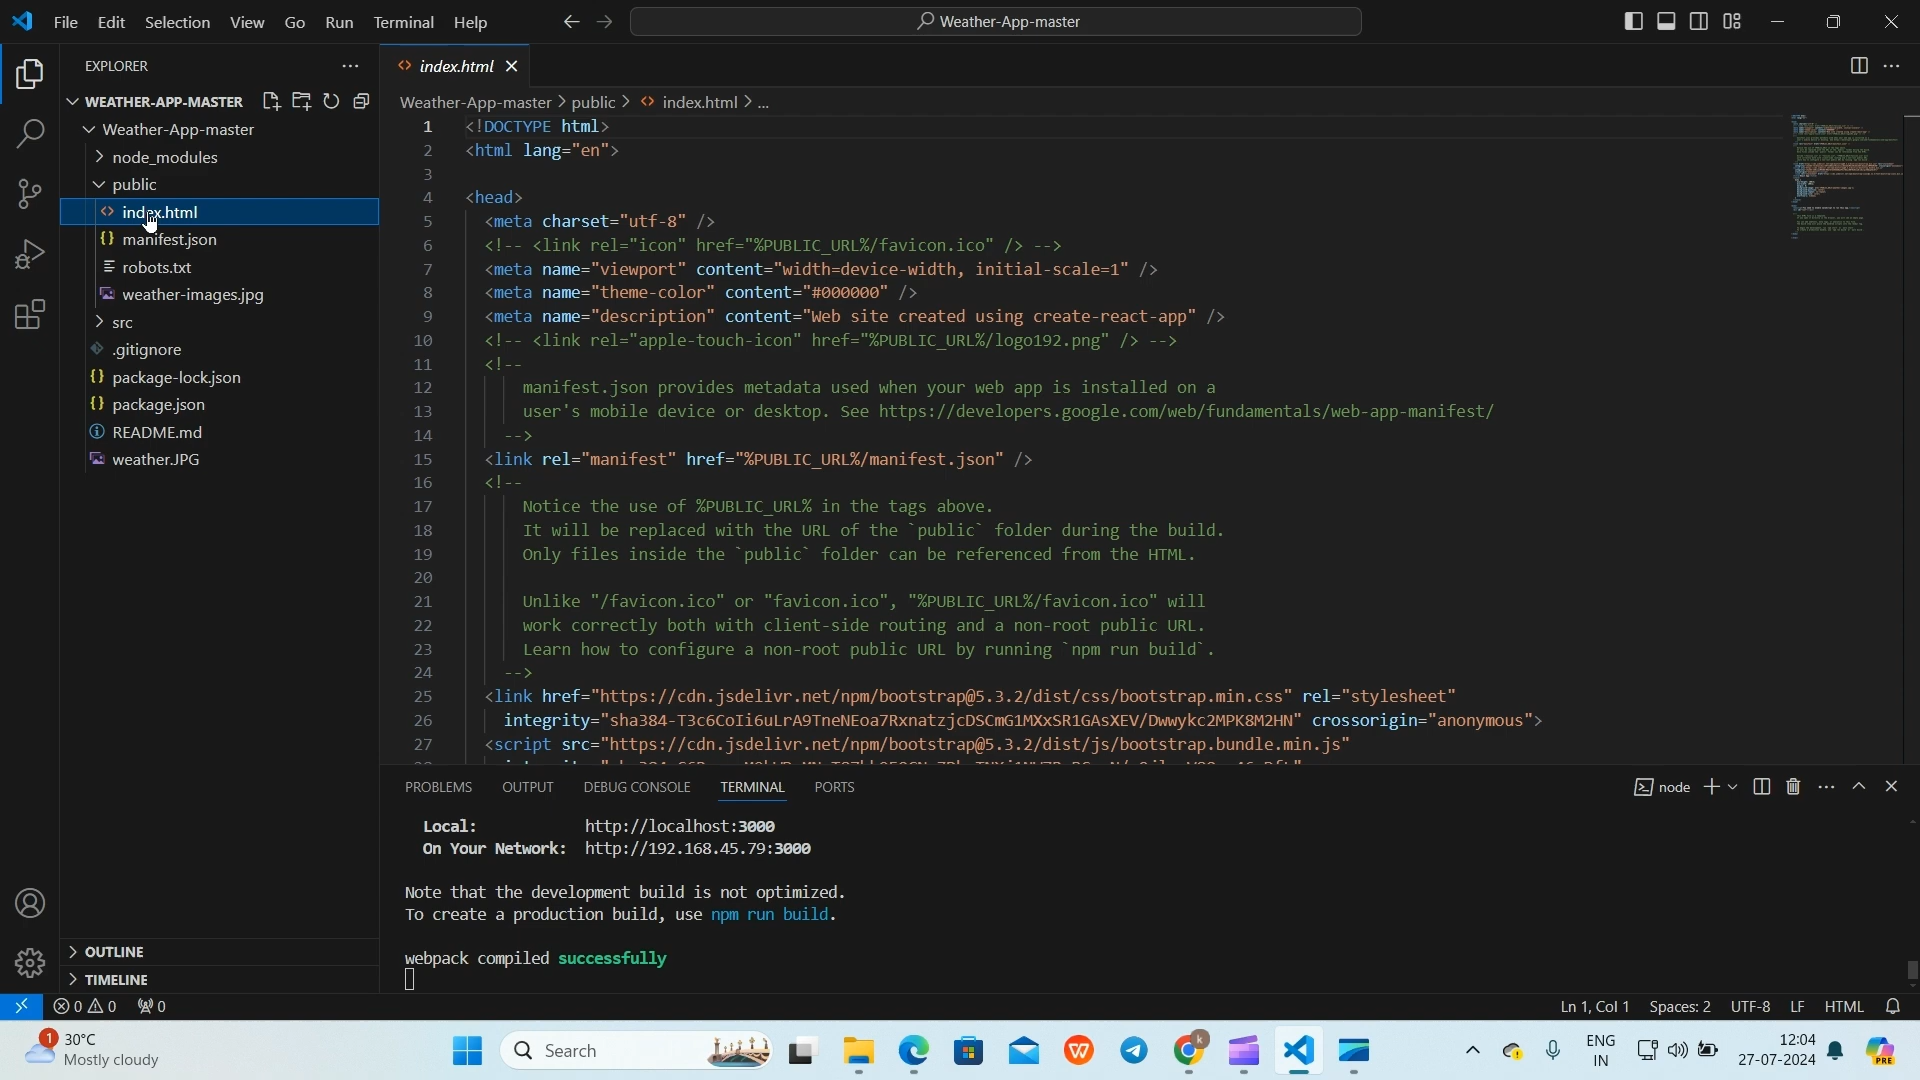 File Edit Selection View Go Run Terminal Help
Weather-App-master
EXPLORER
WEATHER-APP-MASTER
Weather-App-master
node_modules
public
index.html
manifest.json
robots.txt
weather-images.jpg
src
.gitignore
package-lock.json
package.json
README.md
weather.JPG
OUTLINE
TIMELINE
index.html
Weather-App-master > public > index.html > ...
1 <!DOCTYPE html>
2 <html lang="en">
3
4 <head>
5 <meta charset="utf-8" />
6 <!-- <link rel="icon" href="%PUBLIC_URL%/favicon.ico" /> -->
7 <meta name="viewport" content="width=device-width, initial-scale=1" />
8 <meta name="theme-color" content="#000000" />
9 <meta name="description" content="Web site created using create-react-app" />
10 <!-- <link rel="apple-touch-icon" href="%PUBLIC_URL%/logo192.png" /> -->
11 <!--
12 manifest.json provides metadata used when your web app is installed on a
13 user's mobile device or desktop. See https://developers.google.com/web/fundamentals/web-app-manifest/
14 -->
15 <link rel="manifest" href="%PUBLIC_URL%/manifest.json" />
16 <!--
17 Notice the use of %PUBLIC_URL% in the tags above.
18 It will be replaced with the URL of the `public` folder during the build.
19 Only files inside the `public` folder can be referenced from the HTML.
20
21 Unlike "/favicon.ico" or "favicon.ico", "%PUBLIC_URL%/favicon.ico" will
22 work correctly both with client-side routing and a non-root public URL.
23 Learn how to configure a non-root public URL by running `npm run build`.
24 -->
25 <link href="https://cdn.jsdelivr.net/npm/bootstrap@5.3.2/dist/css/bootstrap.min.css" rel="stylesheet"
26 integrity="sha384-T3c6CoIi6uLrA9TneNEoa7RxnatzjcDSCmG1MXxSR1GAsXEV/Dwwykc2MPK8M2HN" crossorigin="anonymous">
27 <script src="https://cdn.jsdelivr.net/npm/bootstrap@5.3.2/dist/js/bootstrap.bundle.min.js"
PROBLEMS OUTPUT DEBUG CONSOLE TERMINAL PORTS
node
Local: http://localhost:3000
On Your Network: http://192.168.45.79:3000
Note that the development build is not optimized.
To create a production build, use npm run build.
webpack compiled successfully
0 0 0
Ln 1, Col 1 Spaces: 2 UTF-8 LF HTML
1
30°C
Mostly cloudy
Search
k
ENG
IN
12:04
27-07-2024
PRE